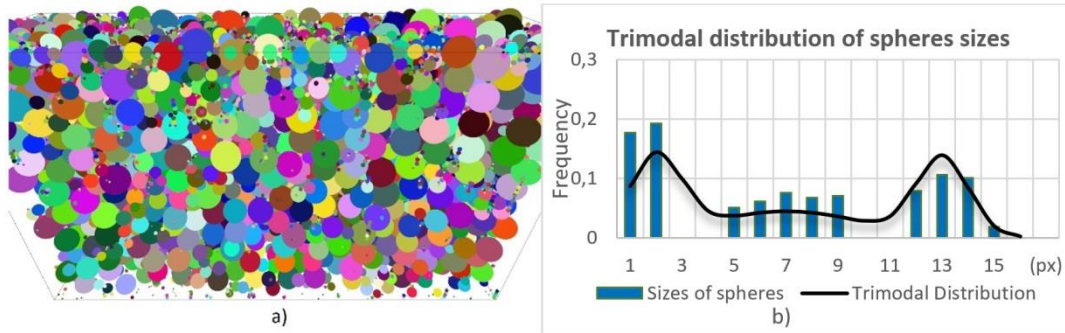 Trimodal distribution of spheres sizes
0,3
0,2
0,1
0
Frequency
1 3 5 7 9 11 13 15 (px)
Sizes of spheres Trimodal Distribution
a) b)